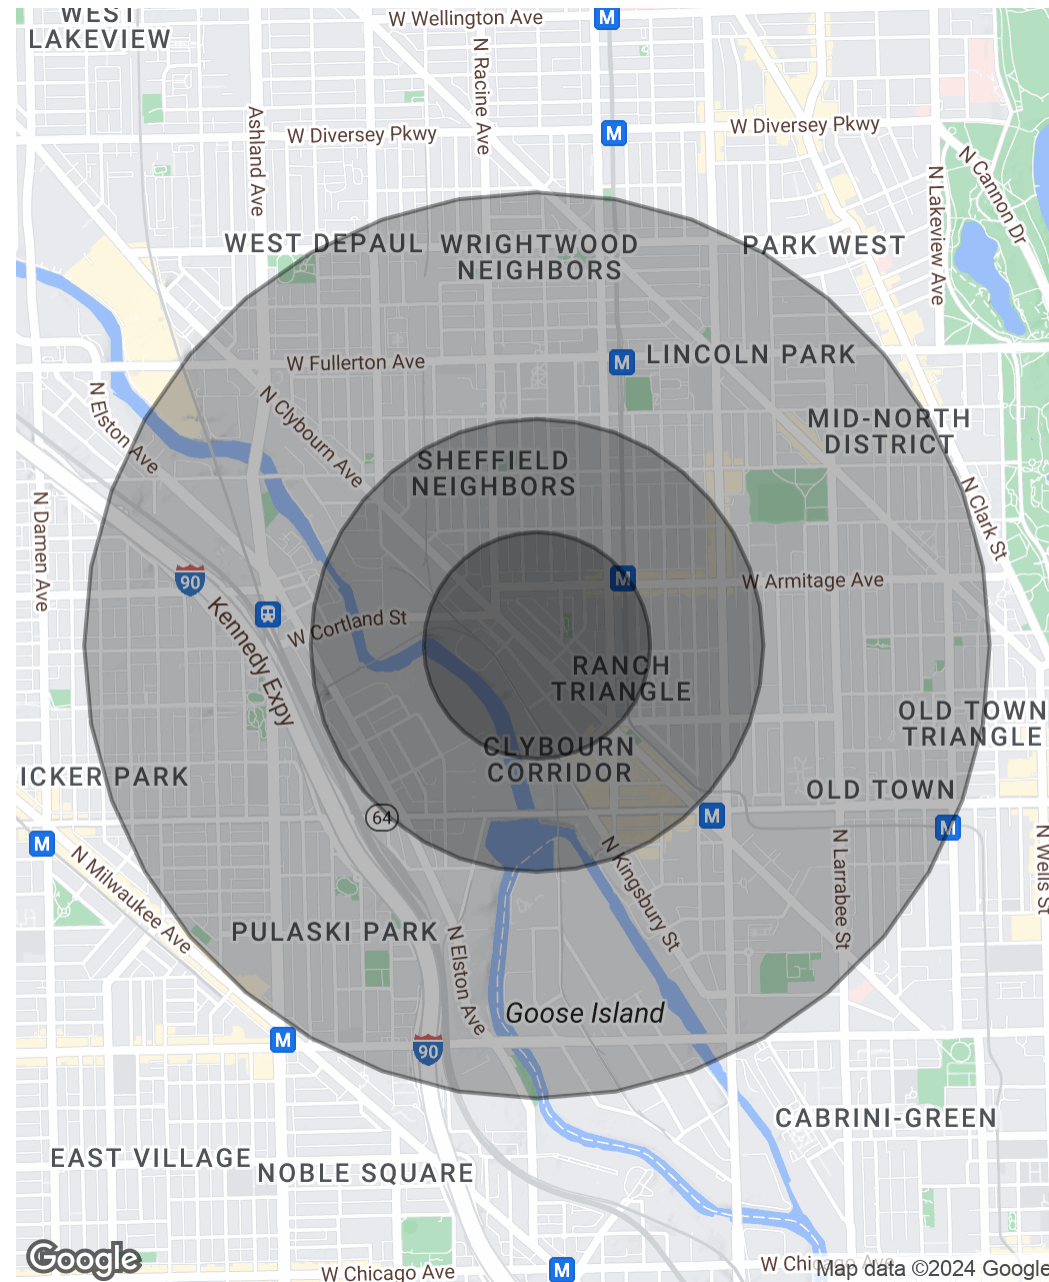 WEST
LAKEVIEW
W Wellington Ave
M
N Racine Ave
Ashland Ave
W Diversey Pkwy
M
W Diversey Pkwy
N Cannon Dr
N Lakeview Ave
WEST DEPAUL
WRIGHTWOOD
NEIGHBORS
PARK WEST
W Fullerton Ave
M
LINCOLN PARK
N Elston Ave
N Clybourn Ave
MID-NORTH
DISTRICT
SHEFFIELD
NEIGHBORS
N Clark St
N Damen Ave
90
M
W Armitage Ave
Kennedy Expy
W Cortland St
RANCH
TRIANGLE
OLD TOWN
TRIANGLE
CLYBOURN
CORRIDOR
ICKER PARK
OLD TOWN
64
M
M
M
N Milwaukee Ave
N Kingsbury St
N Larrabee St
N Wells St
PULASKI PARK
N Elston Ave
Goose Island
M
90
CABRINI-GREEN
EAST VILLAGE
NOBLE SQUARE
Google
W Chicago Ave
M
W Chicago Ave
Map data ©2024 Google